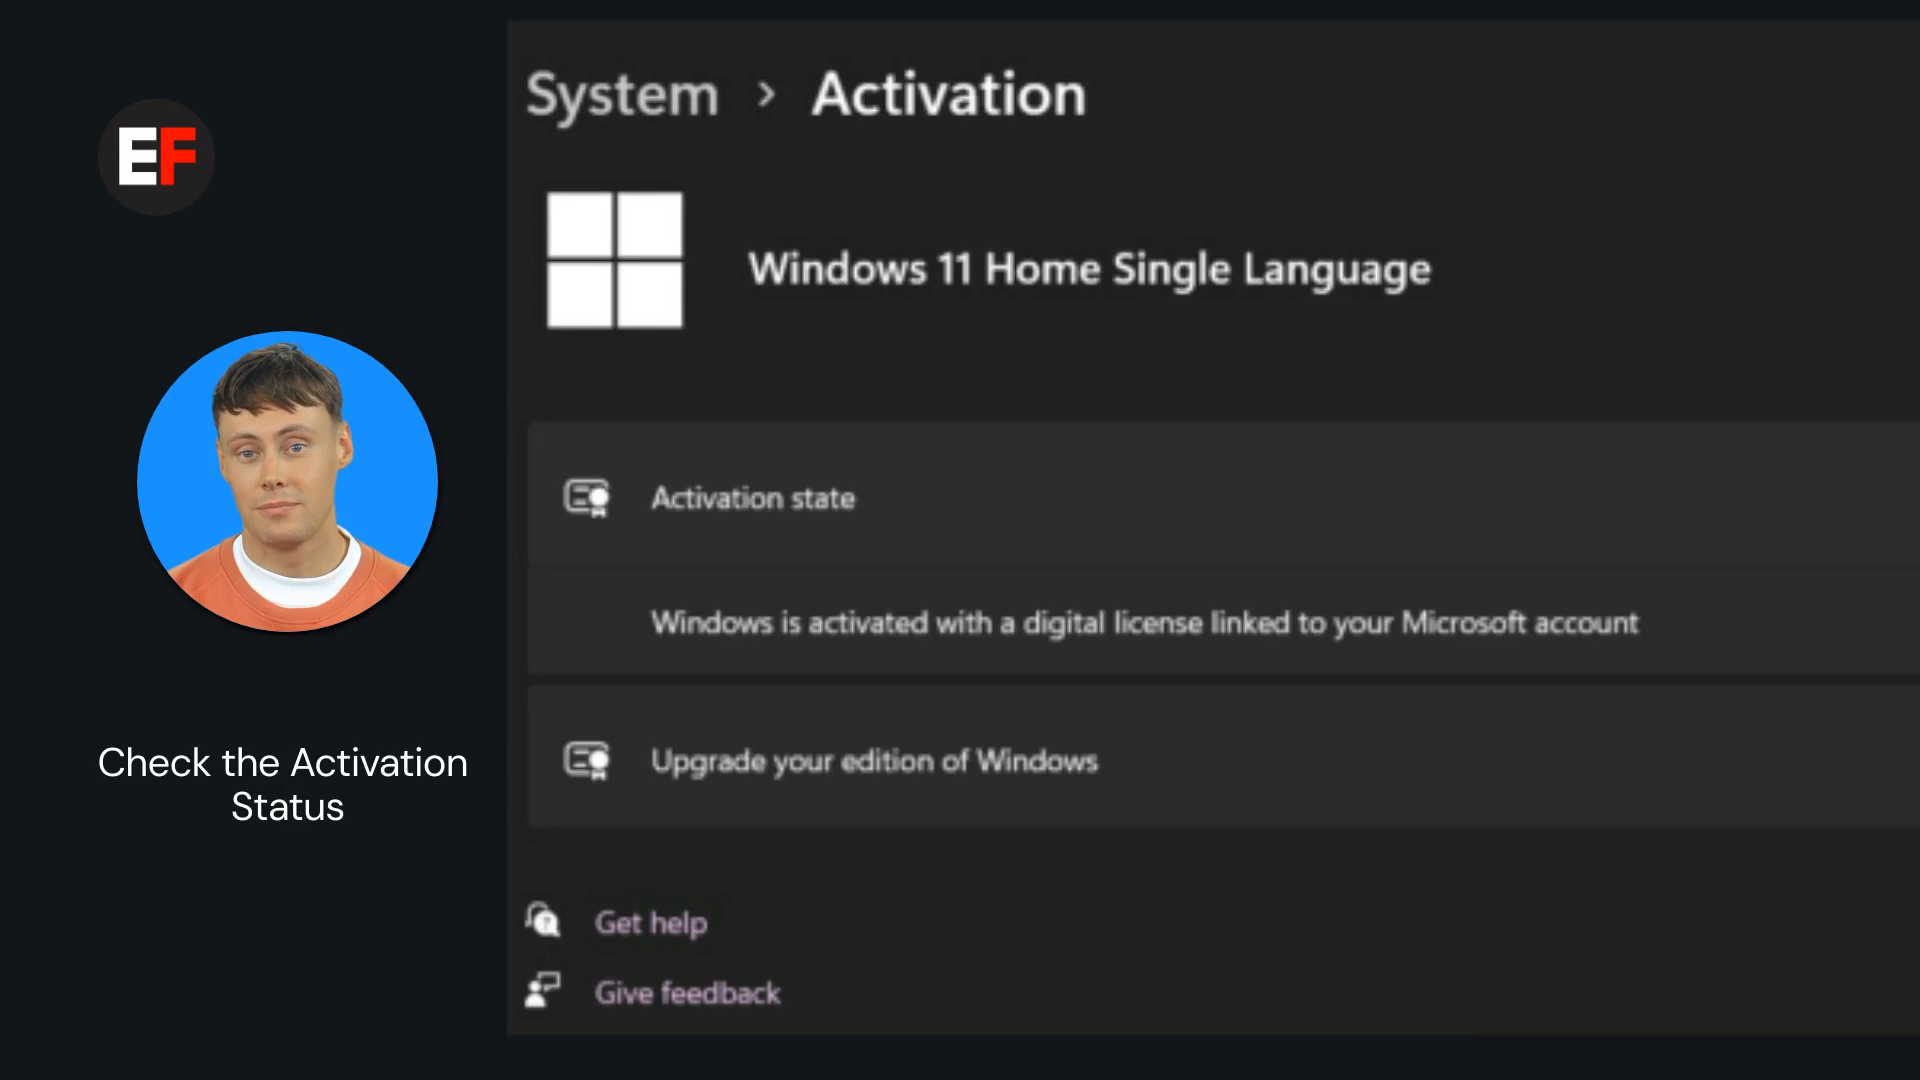 EF
Check the Activation
Status
System > Activation
Windows 11 Home Single Language
Activation state
Windows is activated with a digital license linked to your Microsoft account
Upgrade your edition of Windows
Get help
Give feedback